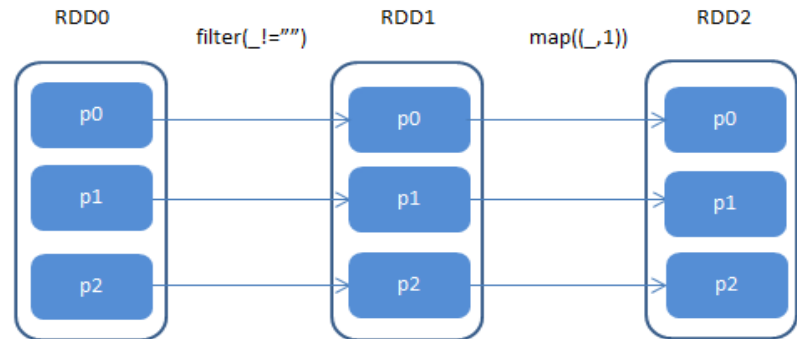 RDD0
RDD1
RDD2
filter(_!="")
map((_,1))
p0
p0
p0
p1
p1
p1
p2
p2
p2